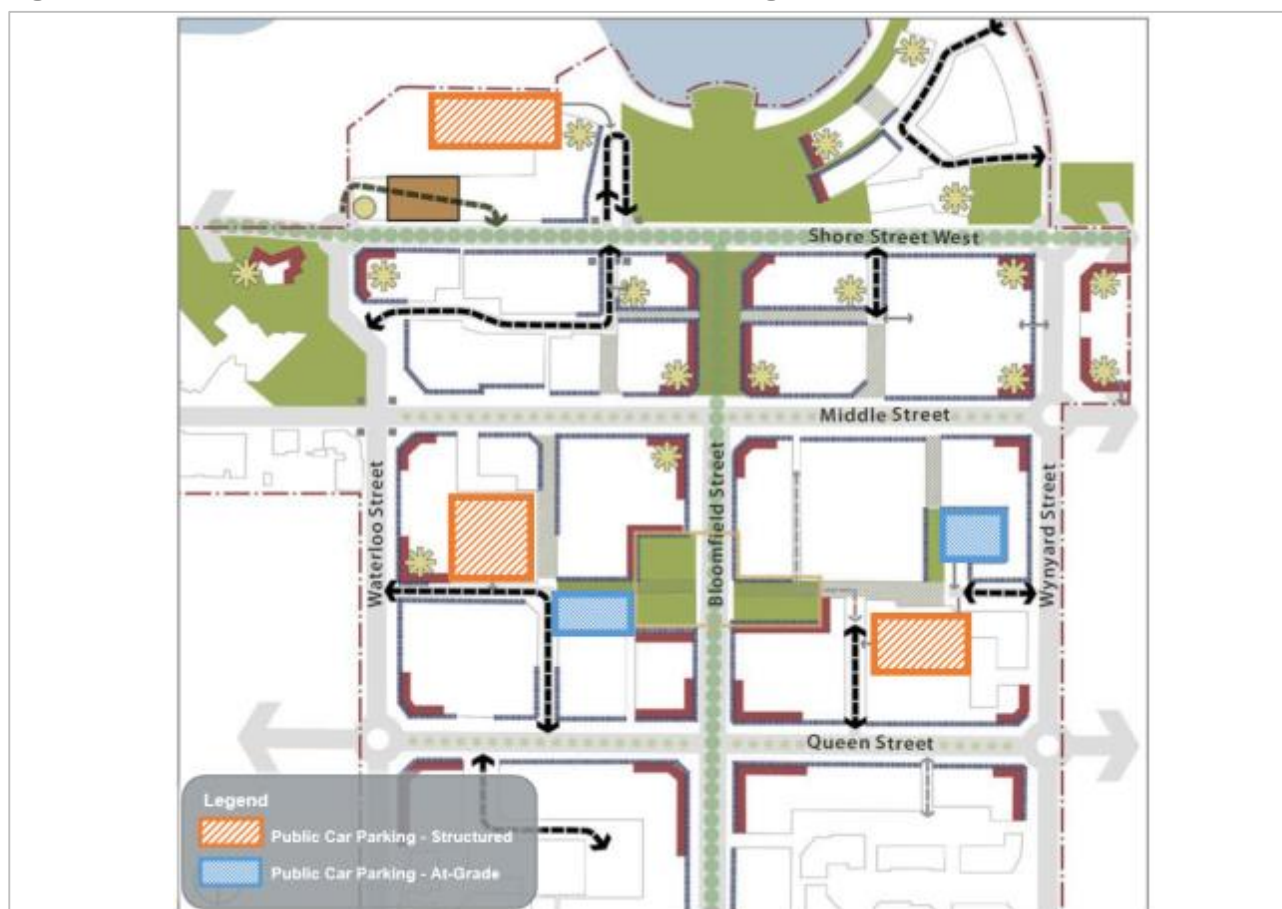 Shore Street West
Middle Street
Waterloo Street
Bloomfield Street
Wynyard Street
Queen Street
Legend
Public Car Parking - Structured
Public Car Parking - At-Grade